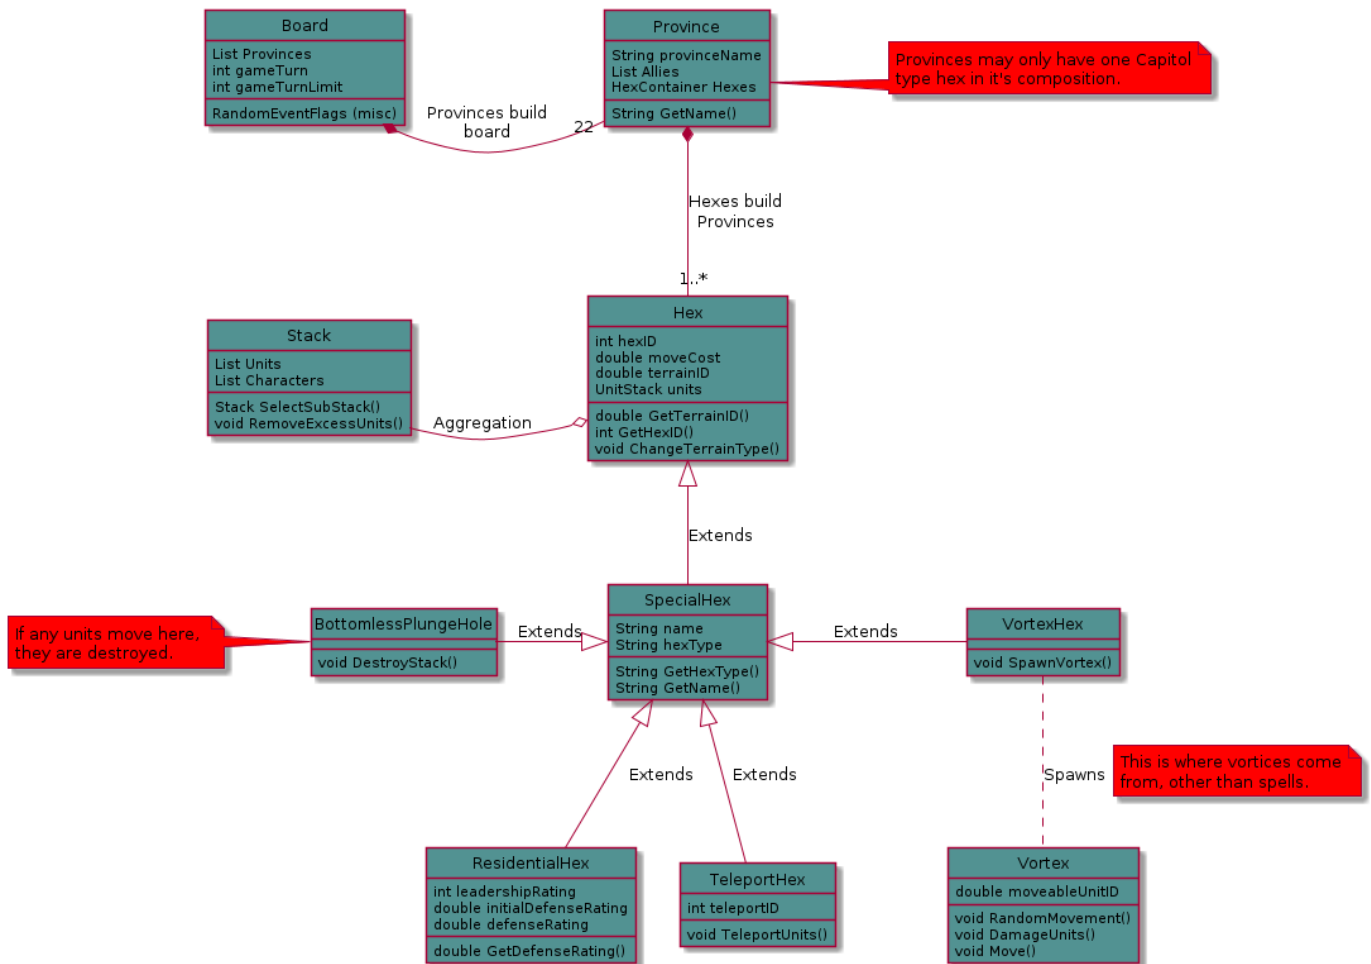 Board
List Provinces
int gameTurn
int gameTurnLimit
RandomEventFlags (misc)
Provinces build
board
22
Province
String provinceName
List Allies
HexContainer Hexes
String GetName()
Provinces may only have one Capitol
type hex in it's composition.
Hexes build
Provinces
1..*
Stack
List Units
List Characters
Stack SelectSubStack()
void RemoveExcessUnits()
Aggregation
Hex
int hexID
double moveCost
double terrainID
UnitStack units
double GetTerrainID()
int GetHexID()
void ChangeTerrainType()
Extends
If any units move here,
they are destroyed.
BottomlessPlungeHole
void DestroyStack()
Extends
SpecialHex
String name
String hexType
String GetHexType()
String GetName()
Extends
VortexHex
void SpawnVortex()
Extends
Extends
Spawns
This is where vortices come
from, other than spells.
ResidentialHex
int leadershipRating
double initialDefenseRating
double defenseRating
double GetDefenseRating()
TeleportHex
int teleportID
void TeleportUnits()
Vortex
double moveableUnitID
void RandomMovement()
void DamageUnits()
void Move()